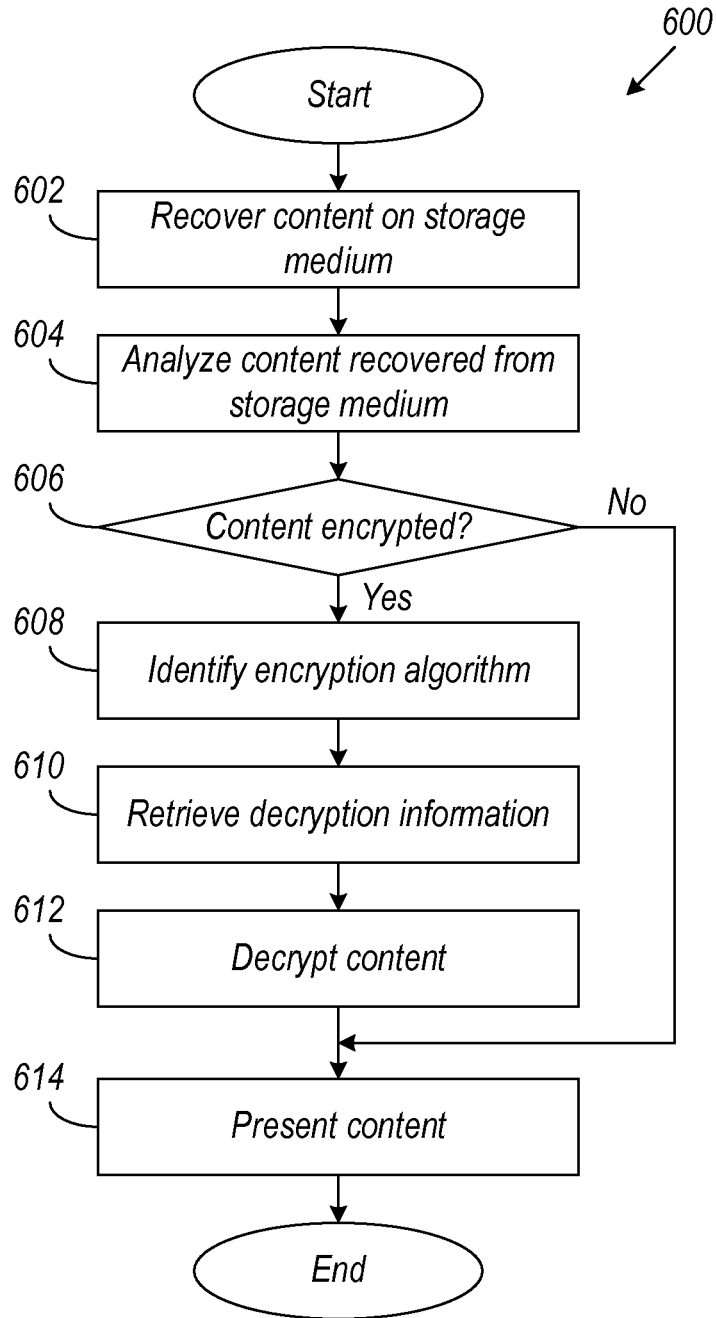 600
Start
602
Recover content on storage
medium
604
Analyze content recovered from
storage medium
606
Content encrypted?
No
Yes
608
Identify encryption algorithm
610
Retrieve decryption information
612
Decrypt content
614
Present content
End